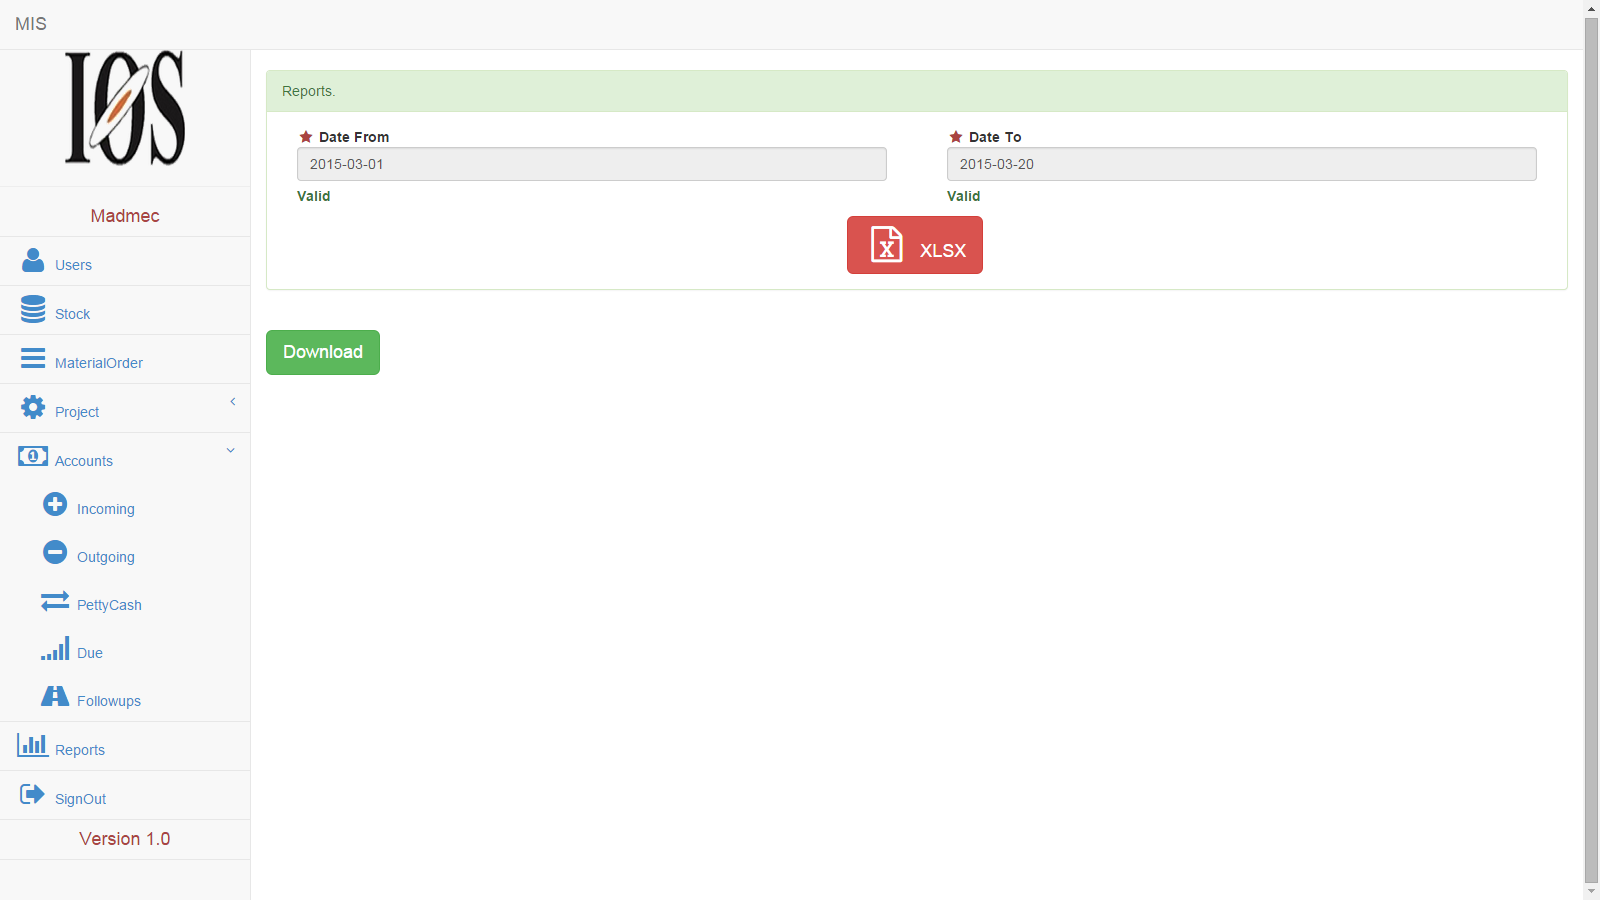 MIS
IOS
Madmec
Users
Stock
MaterialOrder
Project
Accounts
Incoming
Outgoing
PettyCash
Due
Followups
Reports
SignOut
Version 1.0
Reports.
Date From
Date To
2015-03-01
2015-03-20
Valid
Valid
XLSX
Download